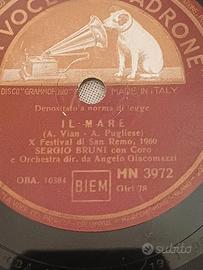 LA VOCE DEL PADRONE
DISCO "GRAMMOFONO" MADE IN ITALY
Depositato a norma di legge
IL MARE
(A. Vian - A. Pugliese)
X Festival di San Remo, 1960
SERGIO BRUNI con Coro
e Orchestra dir. da Angelo Giacomazzi
OBA. 10384
BIEM
HN 3972
Giri 78
subito